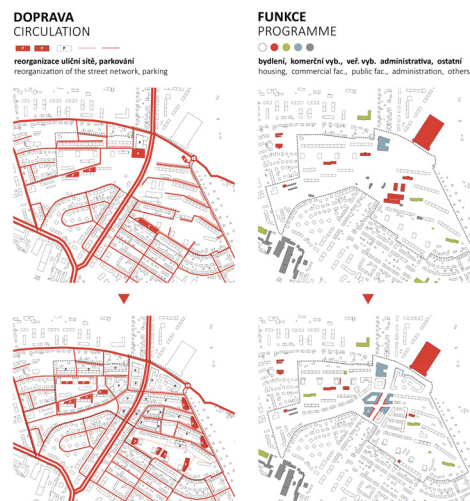 DOPRAVA
CIRCULATION
P P P
reorganizace uliční sítě, parkování
reorganization of the street network, parking
FUNKCE
PROGRAMME
bydlení, komerční vyb., veř. vyb. administrativa, ostatní
housing, commercial fac., public fac., administration, others